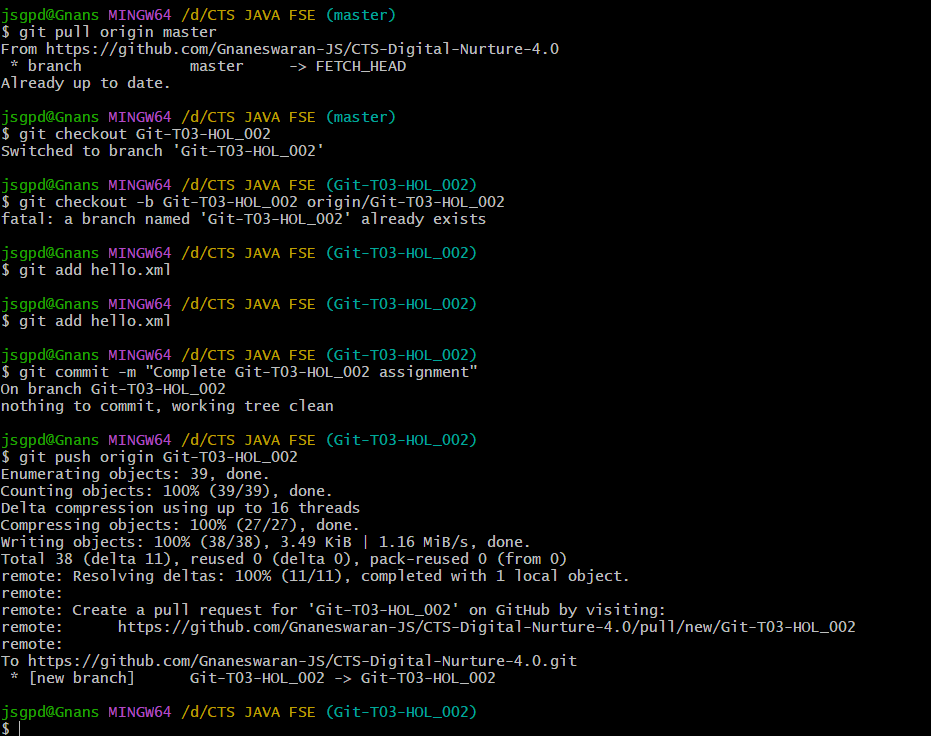 jsgpd@Gnans MINGW64 /d/CTS JAVA FSE (master)
$ git pull origin master
From https://github.com/Gnaneswaran-JS/CTS-Digital-Nurture-4.0
 * branch            master     -> FETCH_HEAD
Already up to date.

jsgpd@Gnans MINGW64 /d/CTS JAVA FSE (master)
$ git checkout Git-T03-HOL_002
Switched to branch 'Git-T03-HOL_002'

jsgpd@Gnans MINGW64 /d/CTS JAVA FSE (Git-T03-HOL_002)
$ git checkout -b Git-T03-HOL_002 origin/Git-T03-HOL_002
fatal: a branch named 'Git-T03-HOL_002' already exists

jsgpd@Gnans MINGW64 /d/CTS JAVA FSE (Git-T03-HOL_002)
$ git add hello.xml

jsgpd@Gnans MINGW64 /d/CTS JAVA FSE (Git-T03-HOL_002)
$ git add hello.xml

jsgpd@Gnans MINGW64 /d/CTS JAVA FSE (Git-T03-HOL_002)
$ git commit -m "Complete Git-T03-HOL_002 assignment"
On branch Git-T03-HOL_002
nothing to commit, working tree clean

jsgpd@Gnans MINGW64 /d/CTS JAVA FSE (Git-T03-HOL_002)
$ git push origin Git-T03-HOL_002
Enumerating objects: 39, done.
Counting objects: 100% (39/39), done.
Delta compression using up to 16 threads
Compressing objects: 100% (27/27), done.
Writing objects: 100% (38/38), 3.49 KiB | 1.16 MiB/s, done.
Total 38 (delta 11), reused 0 (delta 0), pack-reused 0 (from 0)
remote: Resolving deltas: 100% (11/11), completed with 1 local object.
remote:
remote: Create a pull request for 'Git-T03-HOL_002' on GitHub by visiting:
remote:      https://github.com/Gnaneswaran-JS/CTS-Digital-Nurture-4.0/pull/new/Git-T03-HOL_002
remote:
To https://github.com/Gnaneswaran-JS/CTS-Digital-Nurture-4.0.git
 * [new branch]      Git-T03-HOL_002 -> Git-T03-HOL_002

jsgpd@Gnans MINGW64 /d/CTS JAVA FSE (Git-T03-HOL_002)
$